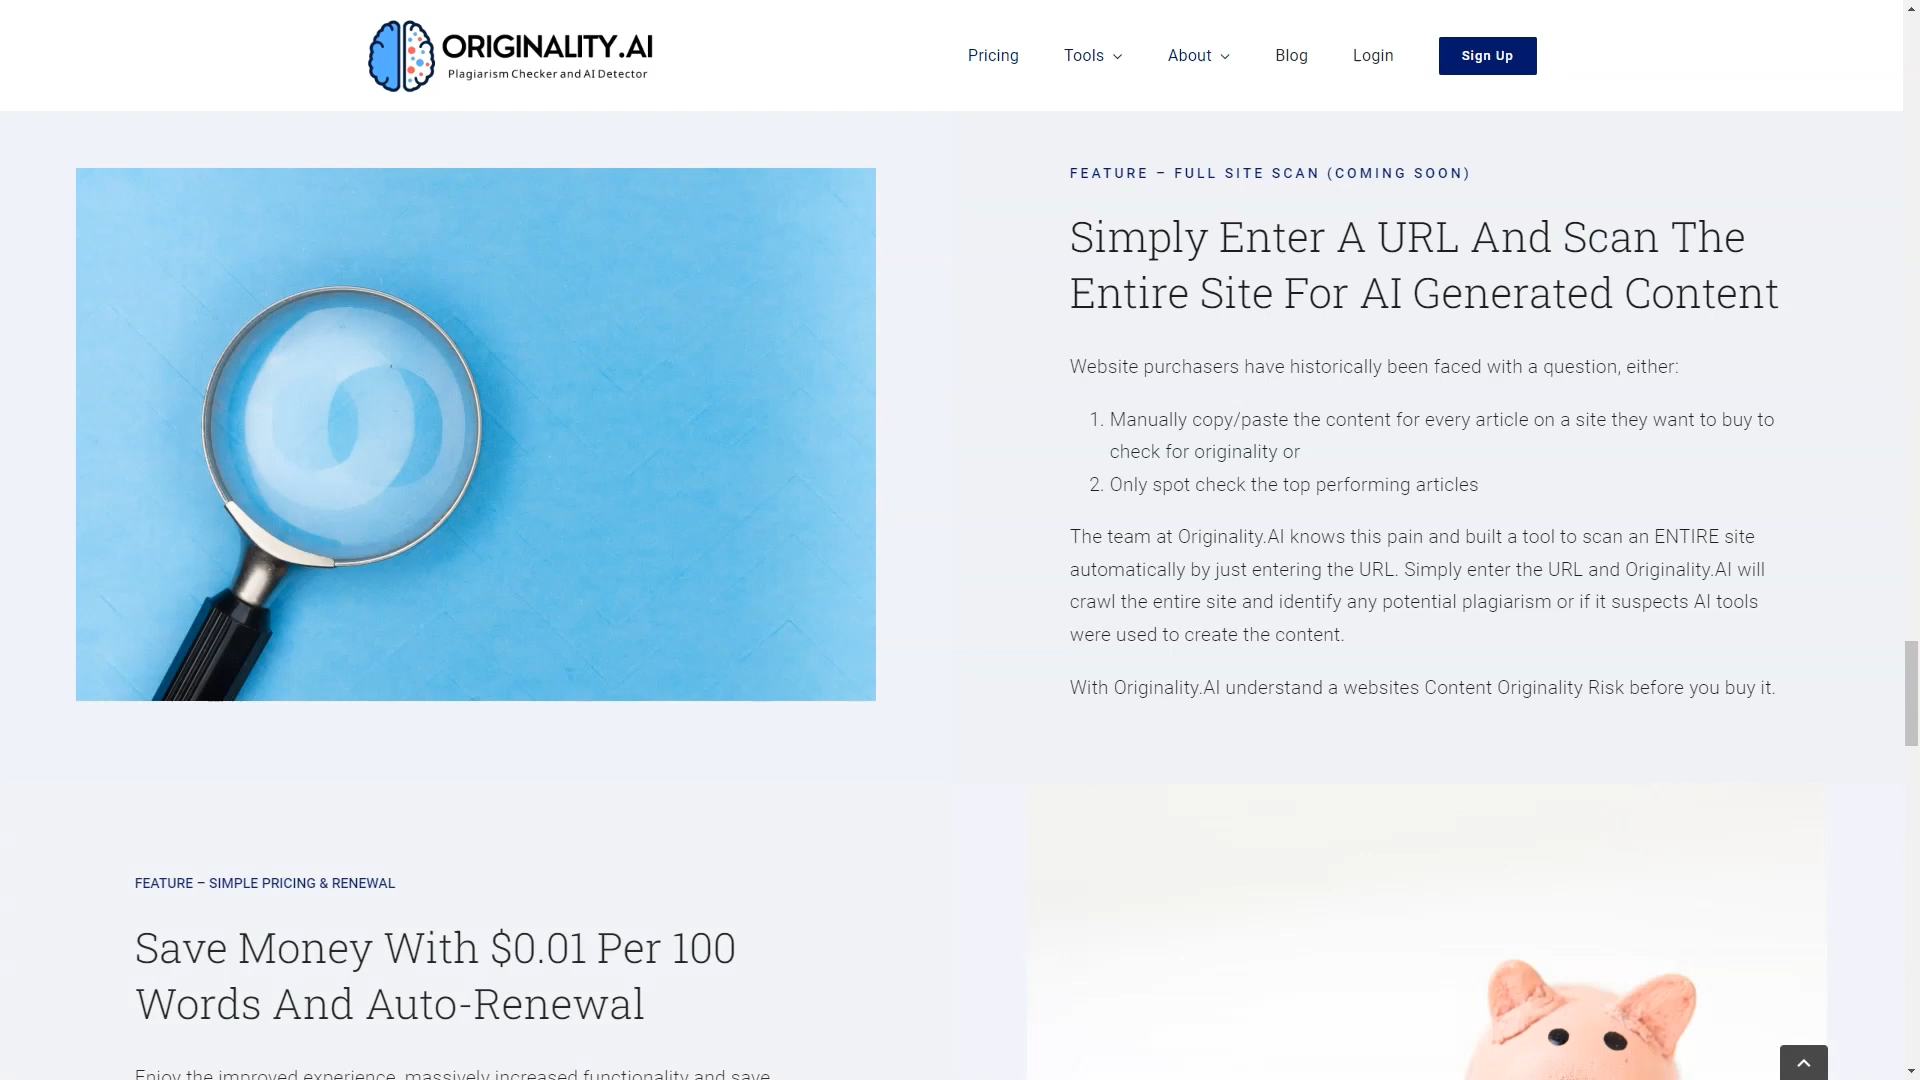 ORIGINALITY.AI
Plagiarism Checker and AI Detector
Pricing
Tools
About
Blog
Login
Sign Up
FEATURE – FULL SITE SCAN (COMING SOON)
Simply Enter A URL And Scan The
Entire Site For AI Generated Content
Website purchasers have historically been faced with a question, either:
1. Manually copy/paste the content for every article on a site they want to buy to
check for originality or
2. Only spot check the top performing articles
The team at Originality.AI knows this pain and built a tool to scan an ENTIRE site
automatically by just entering the URL. Simply enter the URL and Originality.AI will
crawl the entire site and identify any potential plagiarism or if it suspects AI tools
were used to create the content.
With Originality.AI understand a websites Content Originality Risk before you buy it.
FEATURE – SIMPLE PRICING & RENEWAL
Save Money With $0.01 Per 100
Words And Auto-Renewal
Enjoy the improved experience, massively increased functionality and save